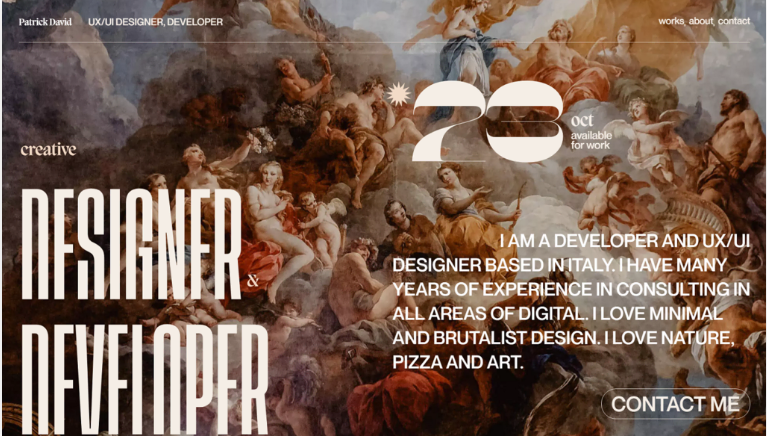 Patrick David UX/UI DESIGNER, DEVELOPER works, about, contact
*28 oct
available
for work
creative
DESIGNER &
DEVELOPER
I AM A DEVELOPER AND UX/UI
DESIGNER BASED IN ITALY. I HAVE MANY
YEARS OF EXPERIENCE IN CONSULTING IN
ALL AREAS OF DIGITAL. I LOVE MINIMAL
AND BRUTALIST DESIGN. I LOVE NATURE,
PIZZA AND ART.
CONTACT ME